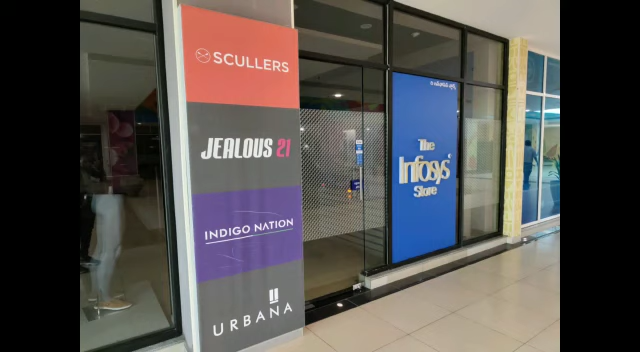 SCULLERS
JEALOUS 21
INDIGO NATION
URBANA
The
Infosys®
Store